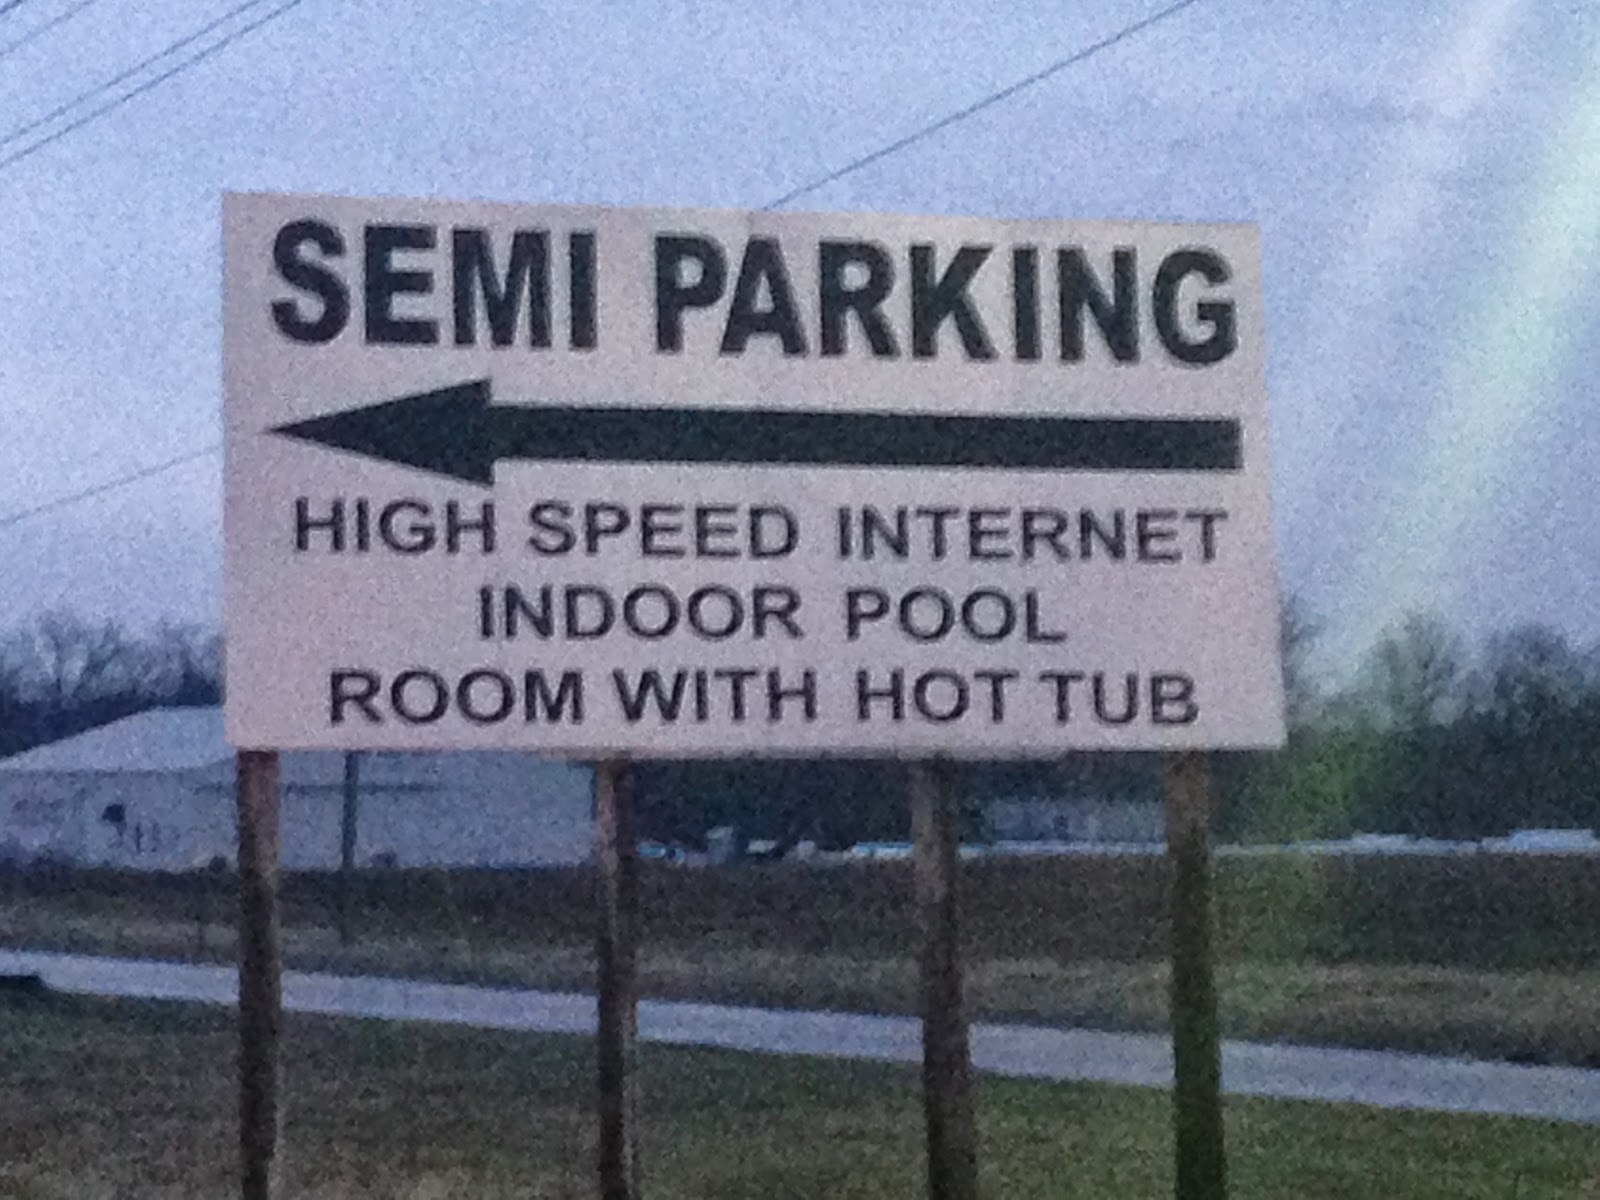 SEMI PARKING
HIGH SPEED INTERNET
INDOOR POOL
ROOM WITH HOT TUB